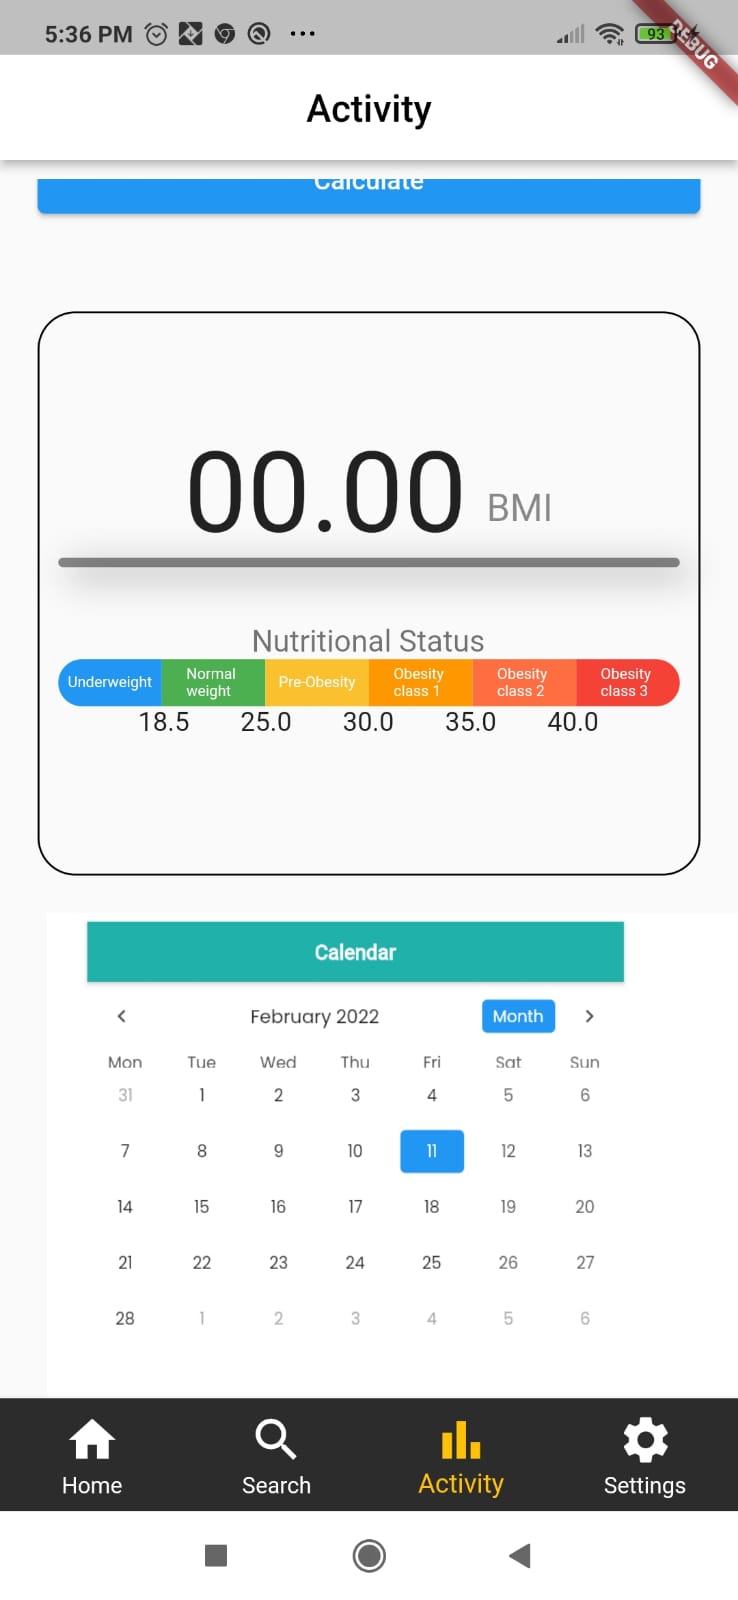 5:36 PM
93
DEBUG
Activity
Calculate
00.00 BMI
Nutritional Status
Underweight Normal weight Pre-Obesity Obesity class 1 Obesity class 2 Obesity class 3
18.5 25.0 30.0 35.0 40.0
Calendar
February 2022 Month
Mon Tue Wed Thu Fri Sat Sun
31 1 2 3 4 5 6
7 8 9 10 11 12 13
14 15 16 17 18 19 20
21 22 23 24 25 26 27
28 1 2 3 4 5 6
Home Search Activity Settings